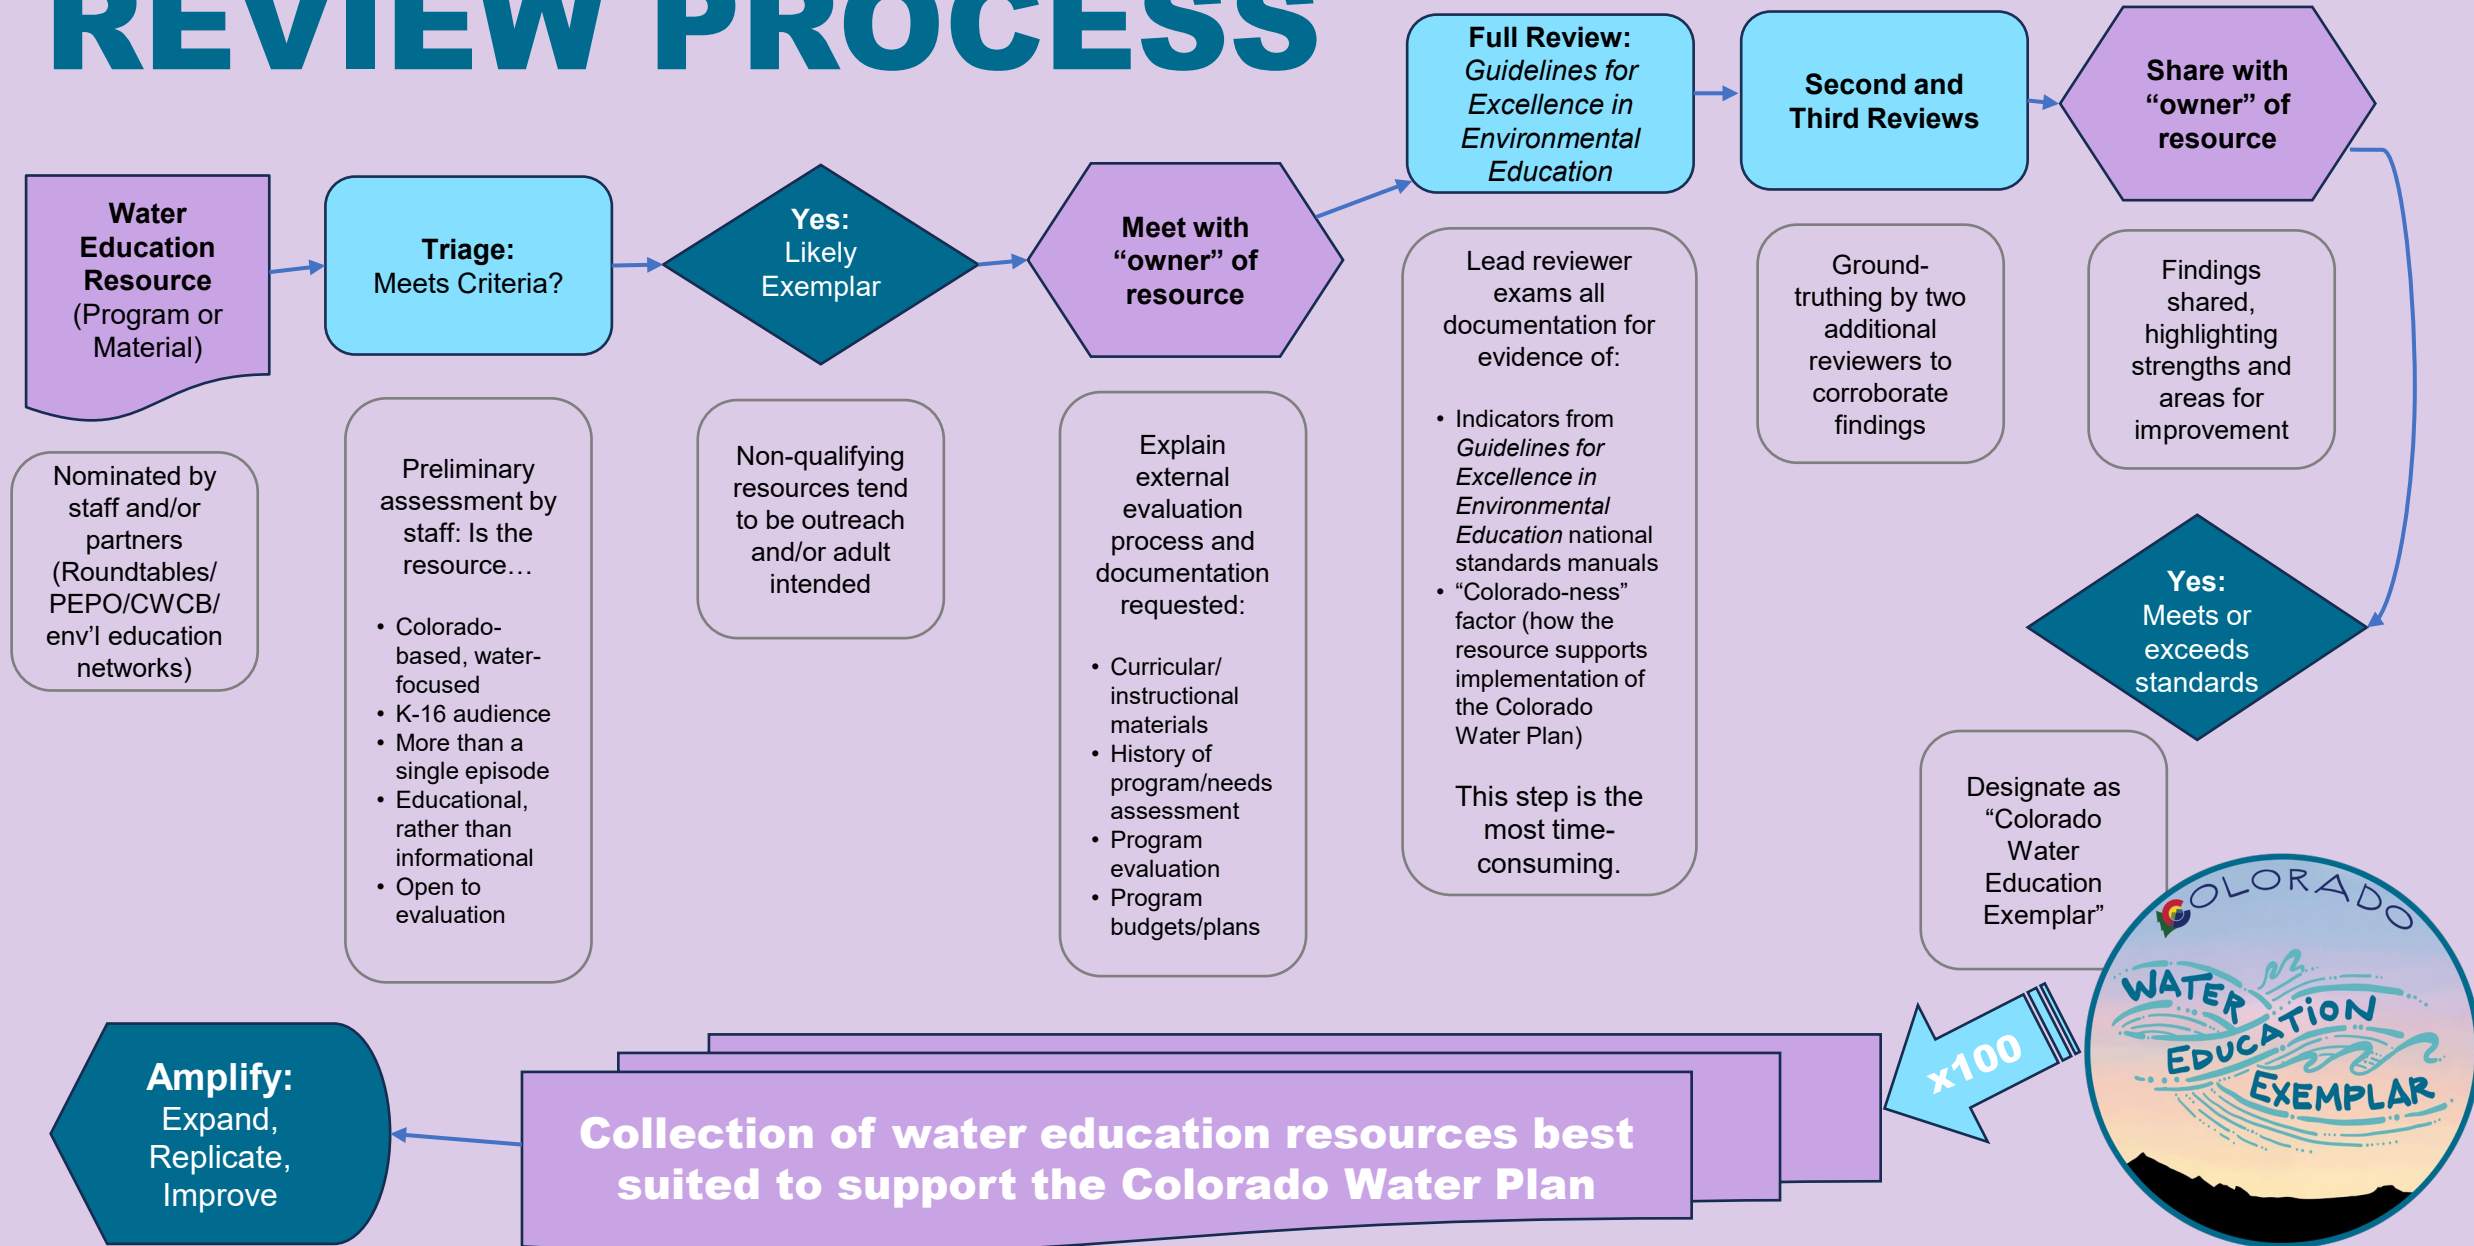 REVIEW PROCESS
Water
Education
Resource
(Program or
Material)
Nominated by
staff and/or
partners
(Roundtables/
PEPO/CWCB/
env’l education
networks)
Triage:
Meets Criteria?
Preliminary
assessment by
staff: Is the
resource…
• Colorado-
based, water-
focused
• K-16 audience
• More than a
single episode
• Educational,
rather than
informational
• Open to
evaluation
Yes:
Likely
Exemplar
Non-qualifying
resources tend
to be outreach
and/or adult
intended
Meet with
“owner” of
resource
Explain
external
evaluation
process and
documentation
requested:
• Curricular/
instructional
materials
• History of
program/needs
assessment
• Program
evaluation
• Program
budgets/plans
Full Review:
Guidelines for
Excellence in
Environmental
Education
Lead reviewer
exams all
documentation for
evidence of:
• Indicators from
Guidelines for
Excellence in
Environmental
Education national
standards manuals
• “Colorado-ness”
factor (how the
resource supports
implementation of
the Colorado
Water Plan)
This step is the
most time-
consuming.
Second and
Third Reviews
Ground-
truthing by two
additional
reviewers to
corroborate
findings
Share with
“owner” of
resource
Findings
shared,
highlighting
strengths and
areas for
improvement
Yes:
Meets or
exceeds
standards
Designate as
“Colorado
Water
Education
Exemplar”
COLORADO
WATER
EDUCATION
EXEMPLAR
x100
Collection of water education resources best
suited to support the Colorado Water Plan
Amplify:
Expand,
Replicate,
Improve